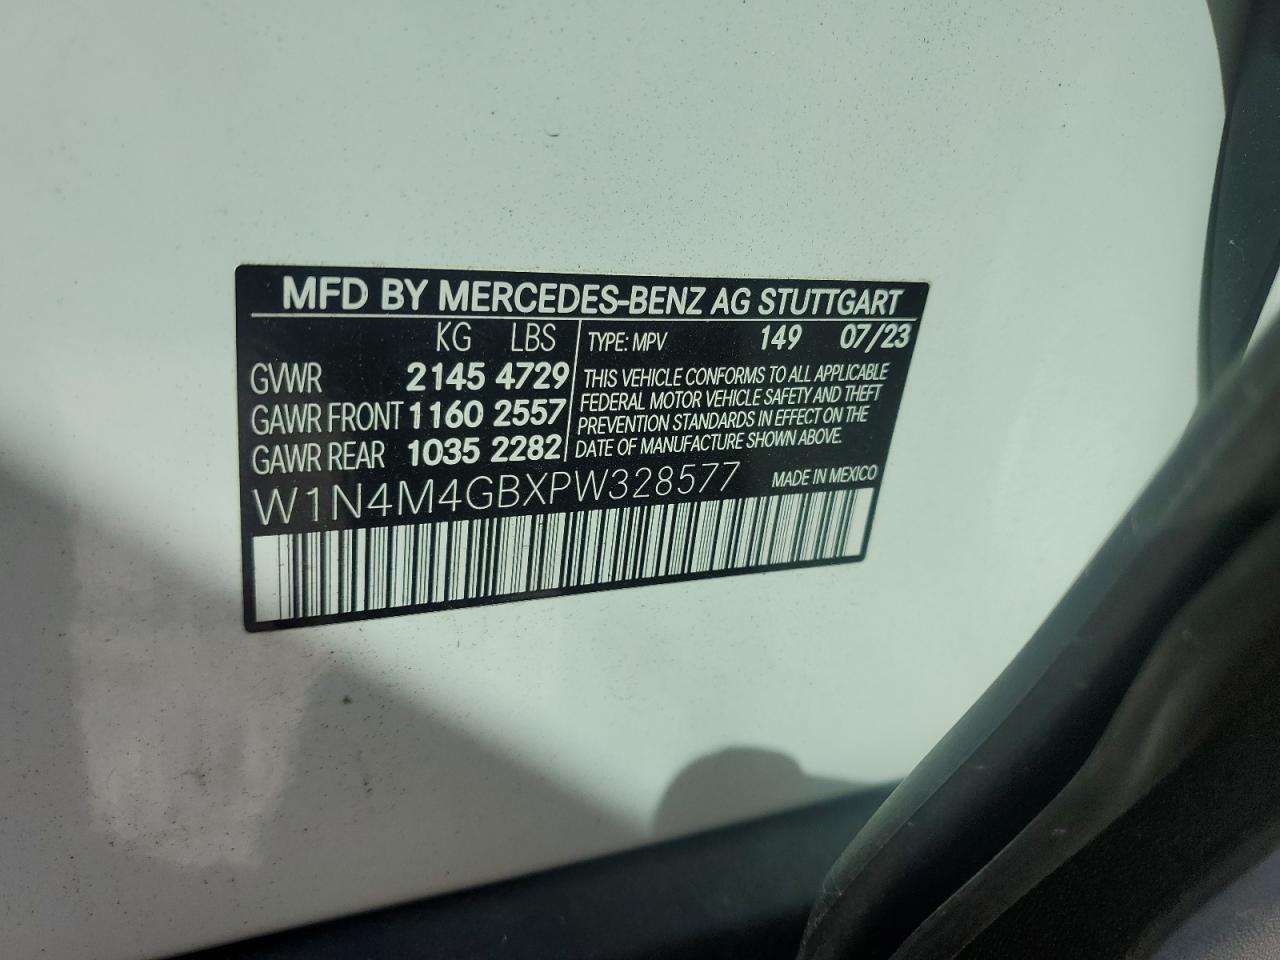 MFD BY MERCEDES-BENZ AG STUTTGART
KG LBS TYPE: MPV 149 07/23
GVWR 2145 4729
GAWR FRONT 1160 2557
GAWR REAR 1035 2282
THIS VEHICLE CONFORMS TO ALL APPLICABLE
FEDERAL MOTOR VEHICLE SAFETY AND THEFT
PREVENTION STANDARDS IN EFFECT ON THE
DATE OF MANUFACTURE SHOWN ABOVE.
W1N4M4GBXPW328577 MADE IN MEXICO